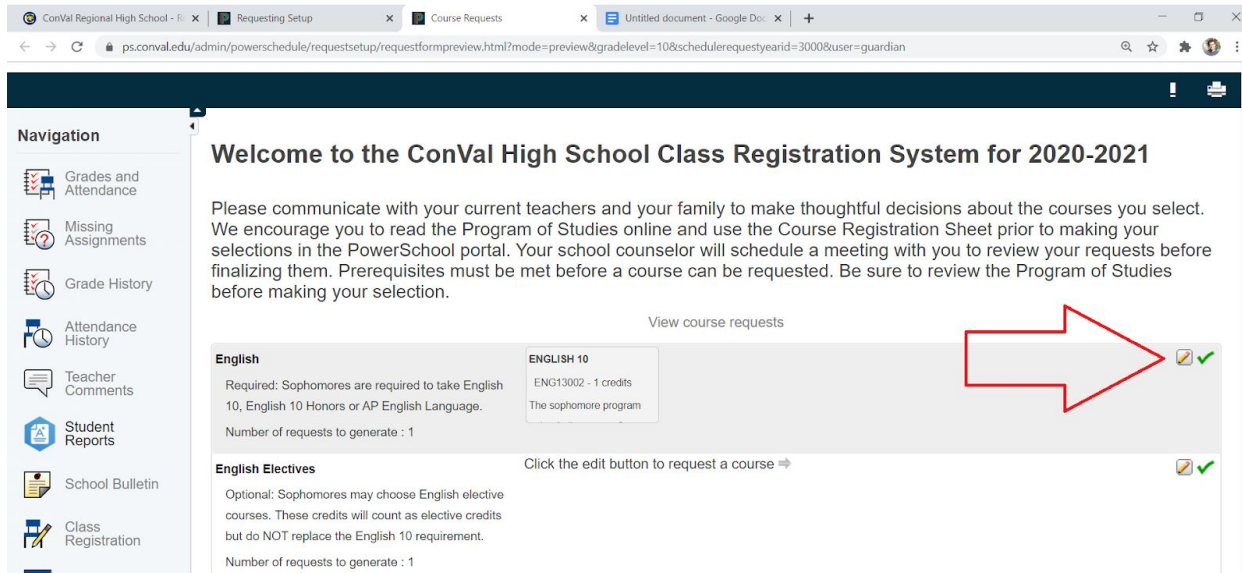 ConVal Regional High School - R
Requesting Setup
Course Requests
Untitled document - Google Doc
ps.conval.edu/admin/powerschedule/requestsetup/requestformpreview.html?mode=preview&gradelevel=10&schedulerequestyearid=3000&user=guardian
Navigation
Grades and
Attendance
Missing
Assignments
Grade History
Attendance
History
Teacher
Comments
Student
Reports
School Bulletin
Class
Registration
Welcome to the ConVal High School Class Registration System for 2020-2021
Please communicate with your current teachers and your family to make thoughtful decisions about the courses you select.
We encourage you to read the Program of Studies online and use the Course Registration Sheet prior to making your
selections in the PowerSchool portal. Your school counselor will schedule a meeting with you to review your requests before
finalizing them. Prerequisites must be met before a course can be requested. Be sure to review the Program of Studies
before making your selection.
View course requests
English
Required: Sophomores are required to take English
10, English 10 Honors or AP English Language.
Number of requests to generate : 1
ENGLISH 10
ENG13002 - 1 credits
The sophomore program
English Electives
Optional: Sophomores may choose English elective
courses. These credits will count as elective credits
but do NOT replace the English 10 requirement.
Number of requests to generate : 1
Click the edit button to request a course